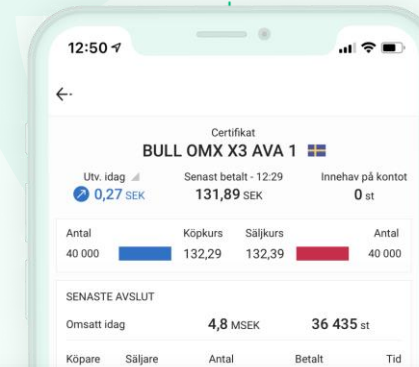 12:50
Certifikat
BULL OMX X3 AVA 1
Utv. idag Senast betalt - 12:29 Innehav på kontot
0,27 SEK 131,89 SEK 0 st
Antal Köpkurs Säljkurs Antal
40 000 132,29 132,39 40 000
SENASTE AVSLUT
Omsatt idag 4,8 MSEK 36 435 st
Köpare Säljare Antal Betalt Tid